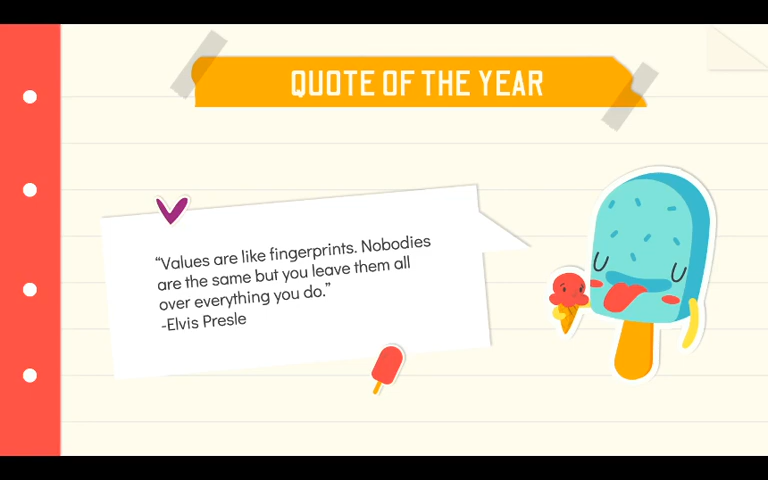 QUOTE OF THE YEAR
“Values are like fingerprints. Nobodies
are the same but you leave them all
over everything you do.”
-Elvis Presle